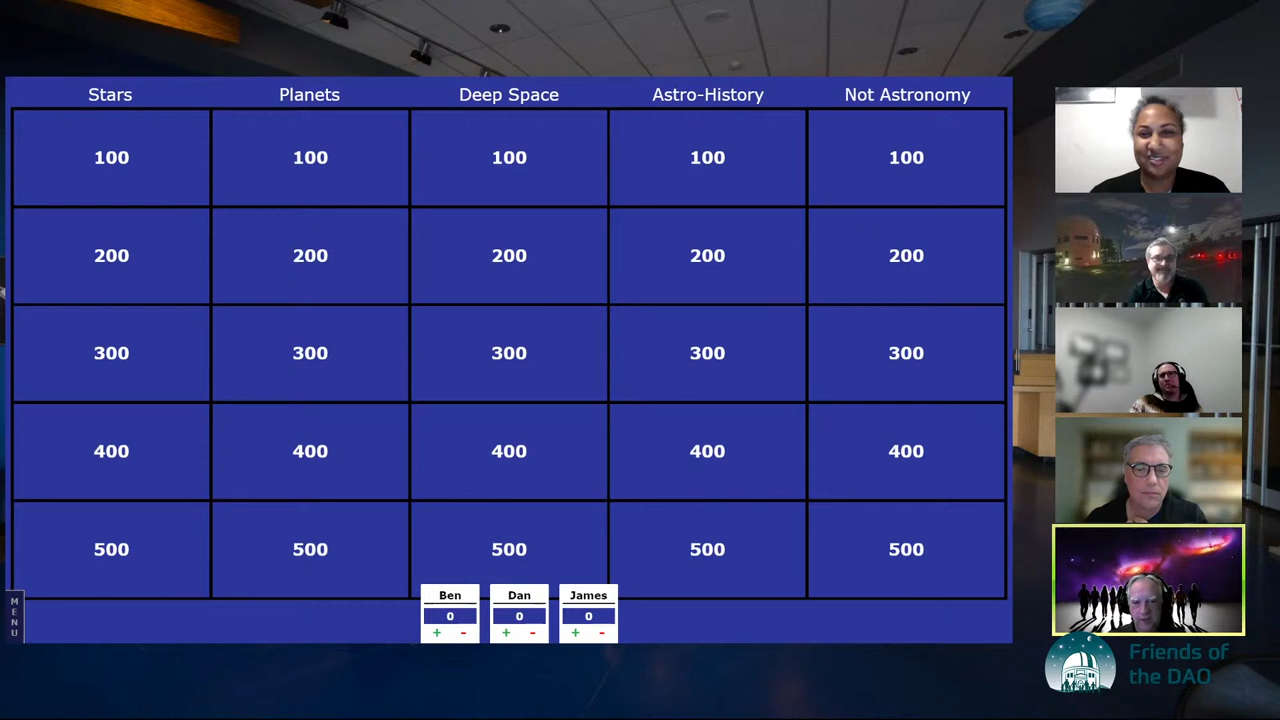 Stars Planets Deep Space Astro-History Not Astronomy
100 100 100 100 100
200 200 200 200 200
300 300 300 300 300
400 400 400 400 400
500 500 500 500 500
MENU
Ben Dan James
0 0 0
+ - + - + -
Friends of
the DAO